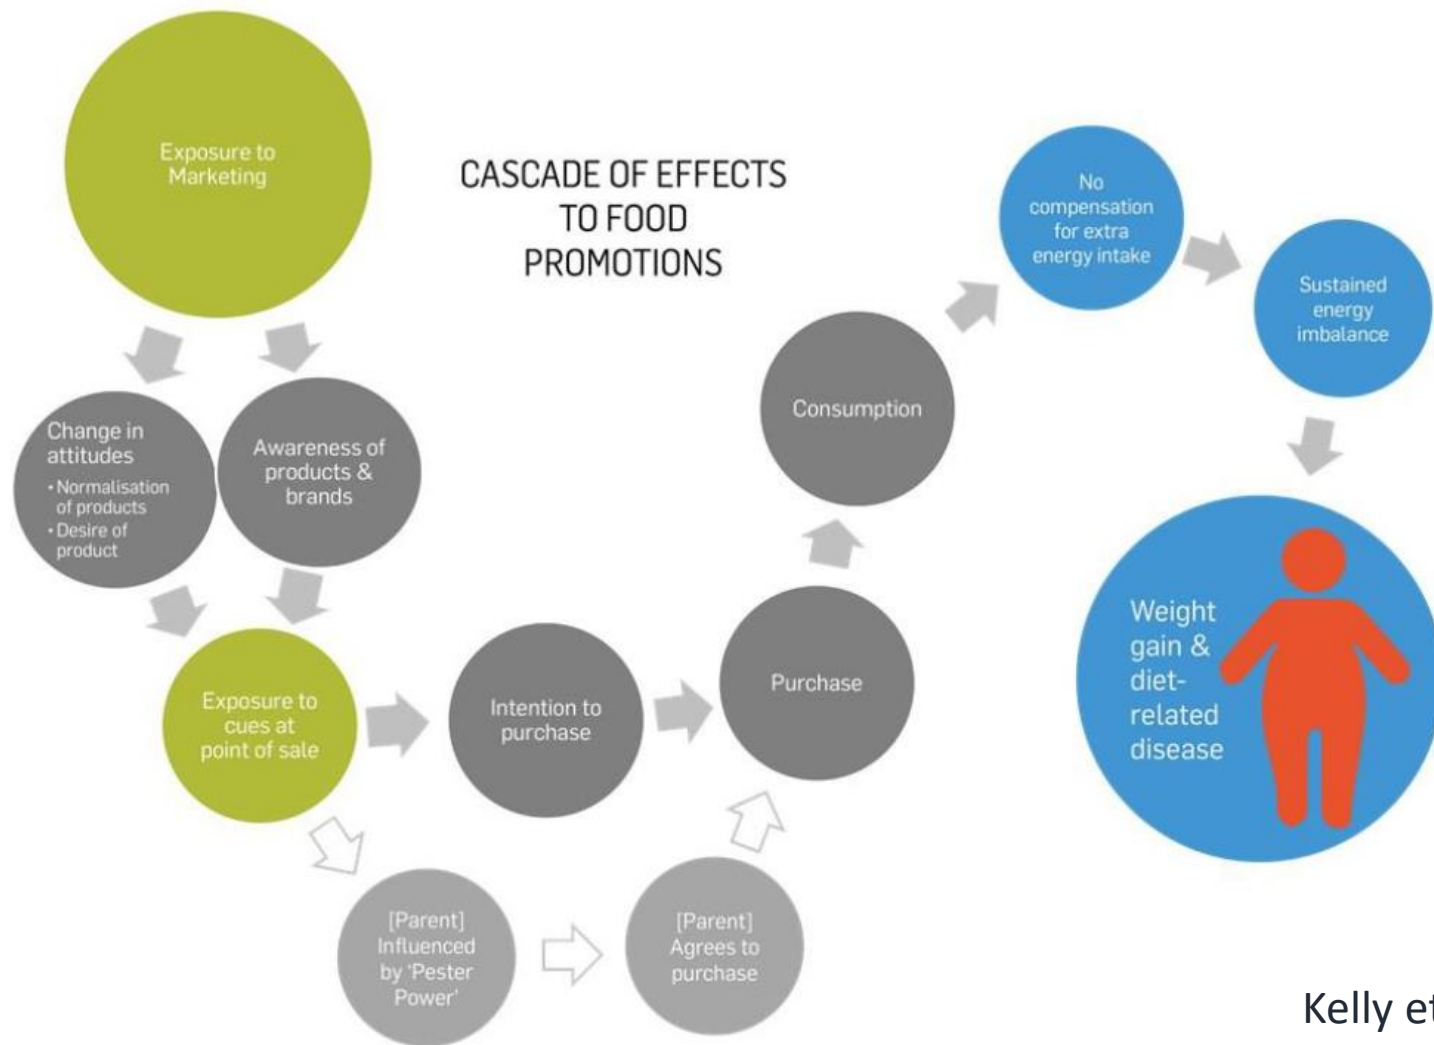 Exposure to
Marketing
CASCADE OF EFFECTS
TO FOOD
PROMOTIONS
Change in
attitudes
• Normalisation
of products
• Desire of
product
Awareness of
products &
brands
Exposure to
cues at
point of sale
Intention to
purchase
[Parent]
Influenced
by ‘Pester
Power’
[Parent]
Agrees to
purchase
Purchase
Consumption
No
compensation
for extra
energy intake
Sustained
energy
imbalance
Weight
gain &
diet-
related
disease
Kelly et